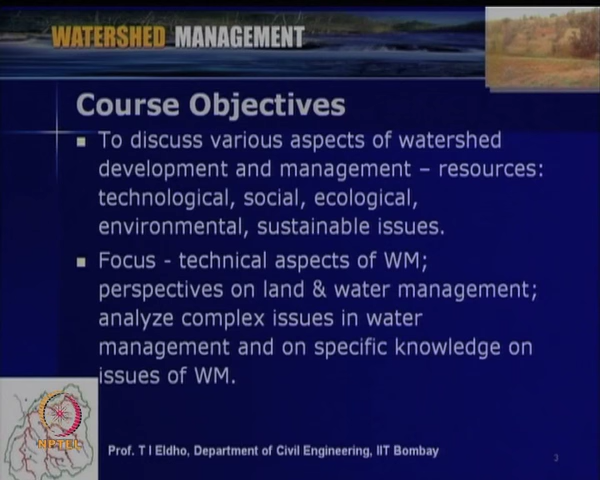 WATERSHED MANAGEMENT
Course Objectives
To discuss various aspects of watershed
development and management – resources:
technological, social, ecological,
environmental, sustainable issues.
Focus - technical aspects of WM;
perspectives on land & water management;
analyze complex issues in water
management and on specific knowledge on
issues of WM.
NPTEL
Prof. T I Eldho, Department of Civil Engineering, IIT Bombay
3